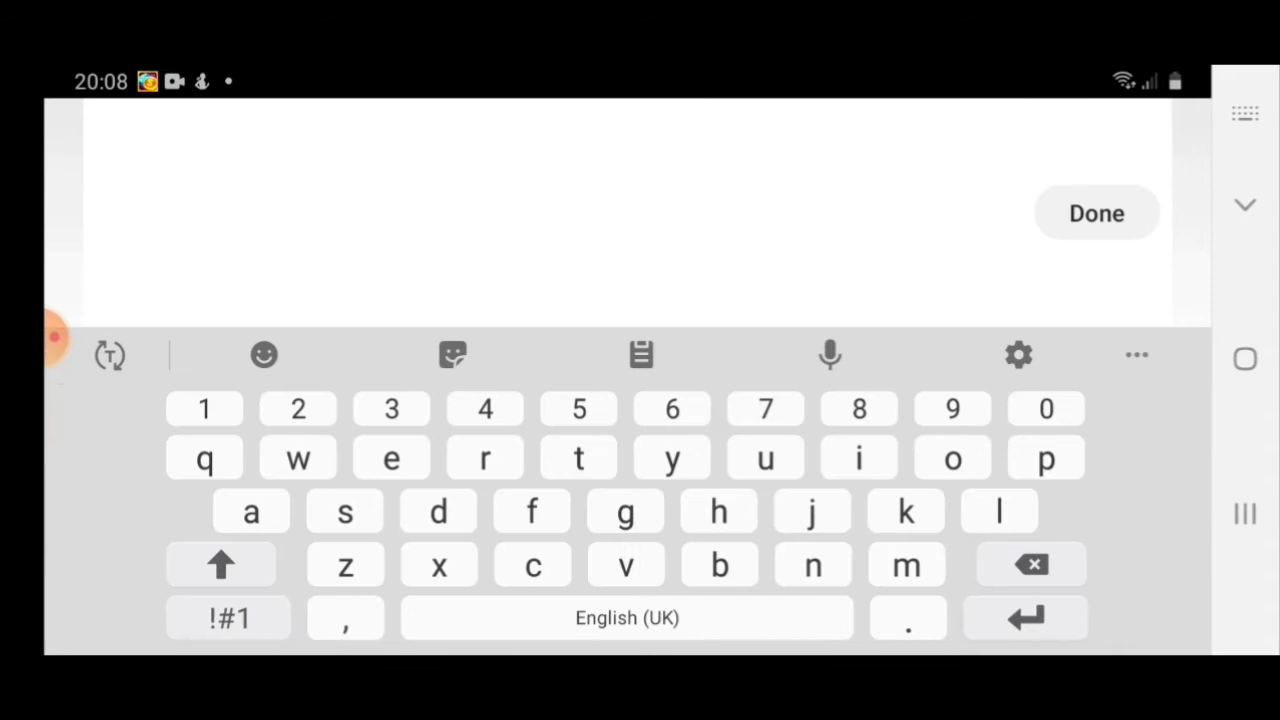 20:08
Done
T
1 2 3 4 5 6 7 8 9 0
q w e r t y u i o p
a s d f g h j k l
z x c v b n m
!#1 , English (UK) .